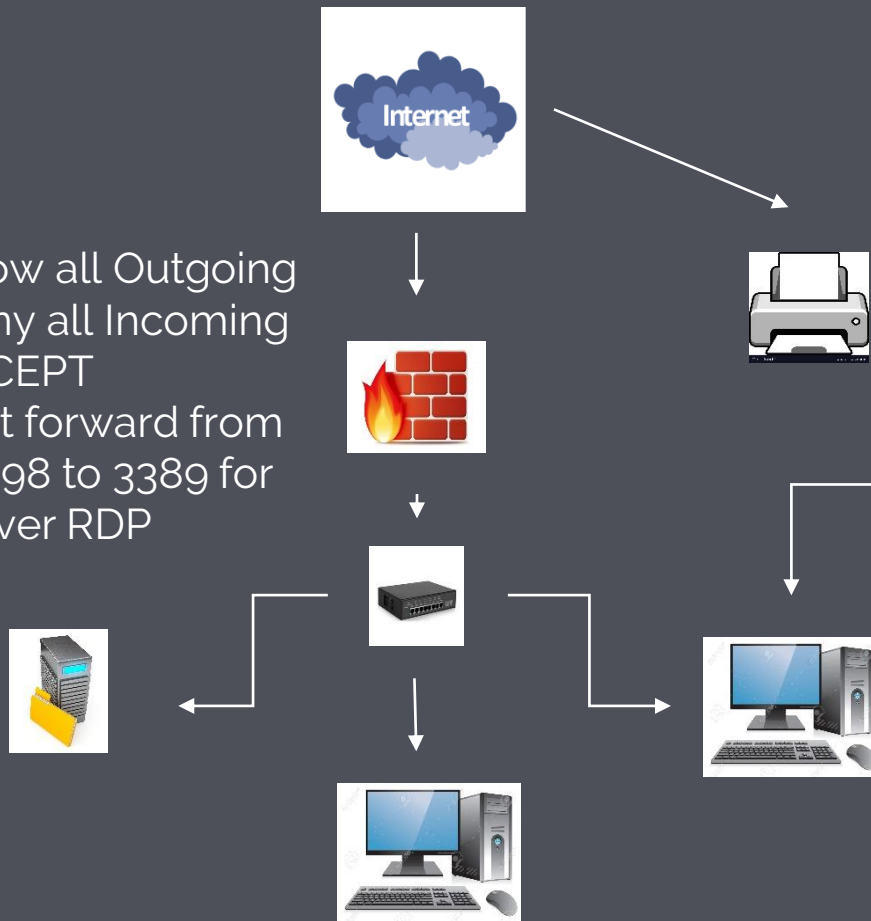 Internet
ow all Outgoing
ny all Incoming
CEPT
t forward from
98 to 3389 for
ver RDP